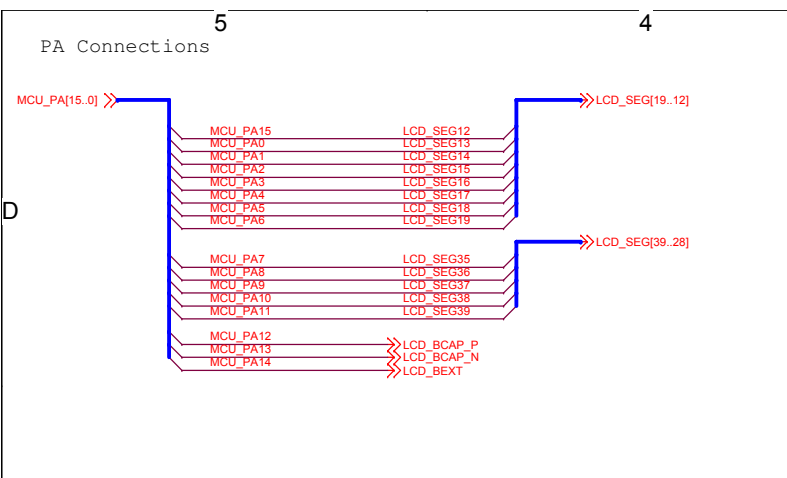 5 4
PA Connections
MCU_PA[15..0] LCD_SEG[19..12]
MCU_PA15 LCD_SEG12
MCU_PA0 LCD_SEG13
MCU_PA1 LCD_SEG14
MCU_PA2 LCD_SEG15
MCU_PA3 LCD_SEG16
MCU_PA4 LCD_SEG17
MCU_PA5 LCD_SEG18
D
MCU_PA6 LCD_SEG19
LCD_SEG[39..28]
MCU_PA7 LCD_SEG35
MCU_PA8 LCD_SEG36
MCU_PA9 LCD_SEG37
MCU_PA10 LCD_SEG38
MCU_PA11 LCD_SEG39
MCU_PA12 LCD_BCAP_P
MCU_PA13 LCD_BCAP_N
MCU_PA14 LCD_BEXT